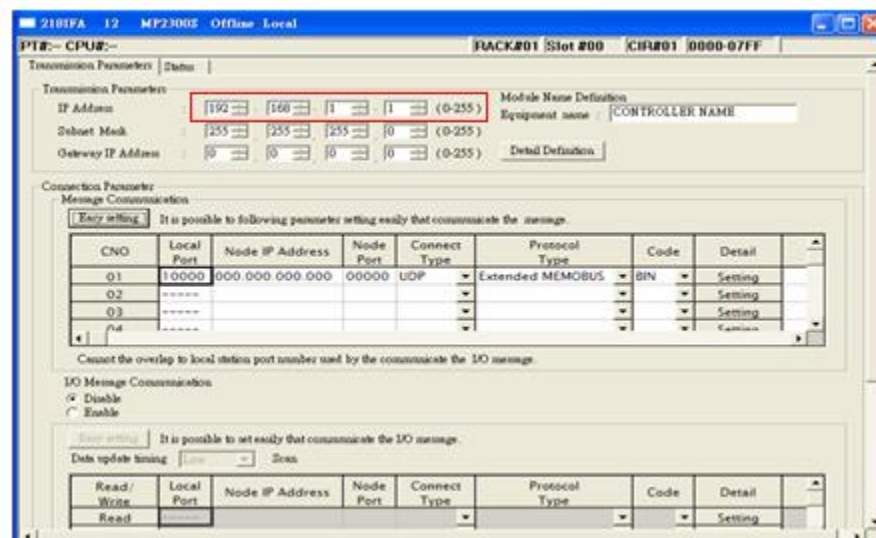 218IFA 12 MP2300S Offline Local
PT#:- CPU#:- RACK#01 Slot #00 CIR#01 0000-07FF
Transmission Parameters Status
Transmission Parameters
IP Address : 192 . 168 . 1 . 1 (0-255) Module Name Definition
Equipment name : CONTROLLER NAME
Subnet Mask : 255 . 255 . 255 . 0 (0-255)
Gateway IP Address : 0 . 0 . 0 . 0 (0-255) Detail Definition
Connection Parameter
Message Communication
Easy setting It is possible to following parameter setting easily that communicate the message.
CNO Local Port Node IP Address Node Port Connect Type Protocol Type Code Detail
01 10000 000.000.000.000 00000 UDP Extended MEMOBUS BIN Setting
02 ----- Setting
03 ----- Setting
04 -----
Cannot the overlap to local station port number used by the communicate the I/O message.
I/O Message Communication
Disable
Enable
Easy setting It is possible to set easily that communicate the I/O message.
Data update timing Low Scan
Read/Write Local Port Node IP Address Node Port Connect Type Protocol Type Code Detail
Read ----- Setting